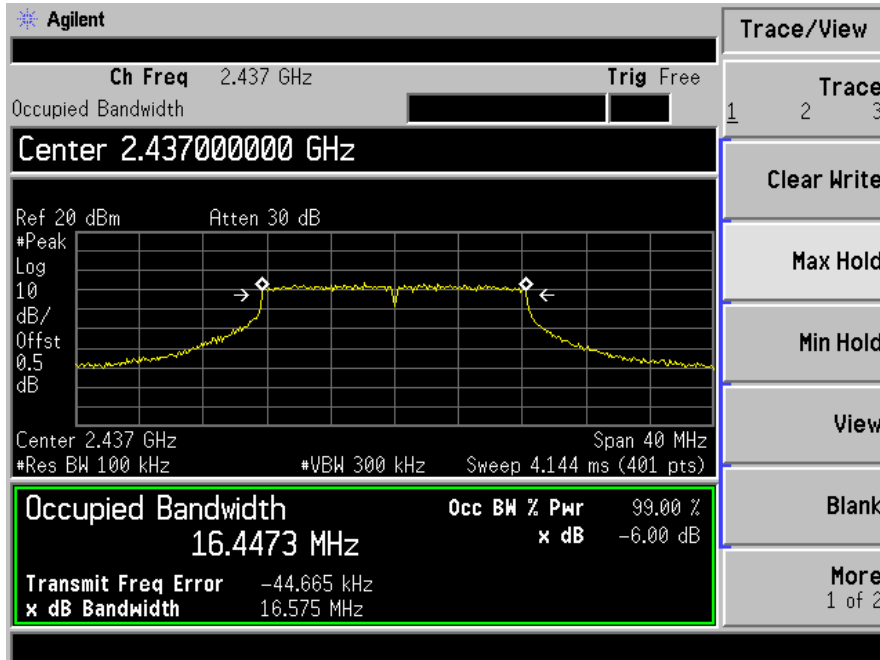 Agilent
Trace/View
Ch Freq 2.437 GHz Trig Free
Occupied Bandwidth
Center 2.437000000 GHz
Ref 20 dBm Atten 30 dB
#Peak
Log
10
dB/
Offst
0.5
dB
Center 2.437 GHz Span 40 MHz
#Res BW 100 kHz #VBW 300 kHz Sweep 4.144 ms (401 pts)
Occupied Bandwidth Occ BW % Pwr 99.00 %
16.4473 MHz x dB -6.00 dB
Transmit Freq Error -44.665 kHz
x dB Bandwidth 16.575 MHz
Trace
1 2 3
Clear Write
Max Hold
Min Hold
View
Blank
More
1 of 2